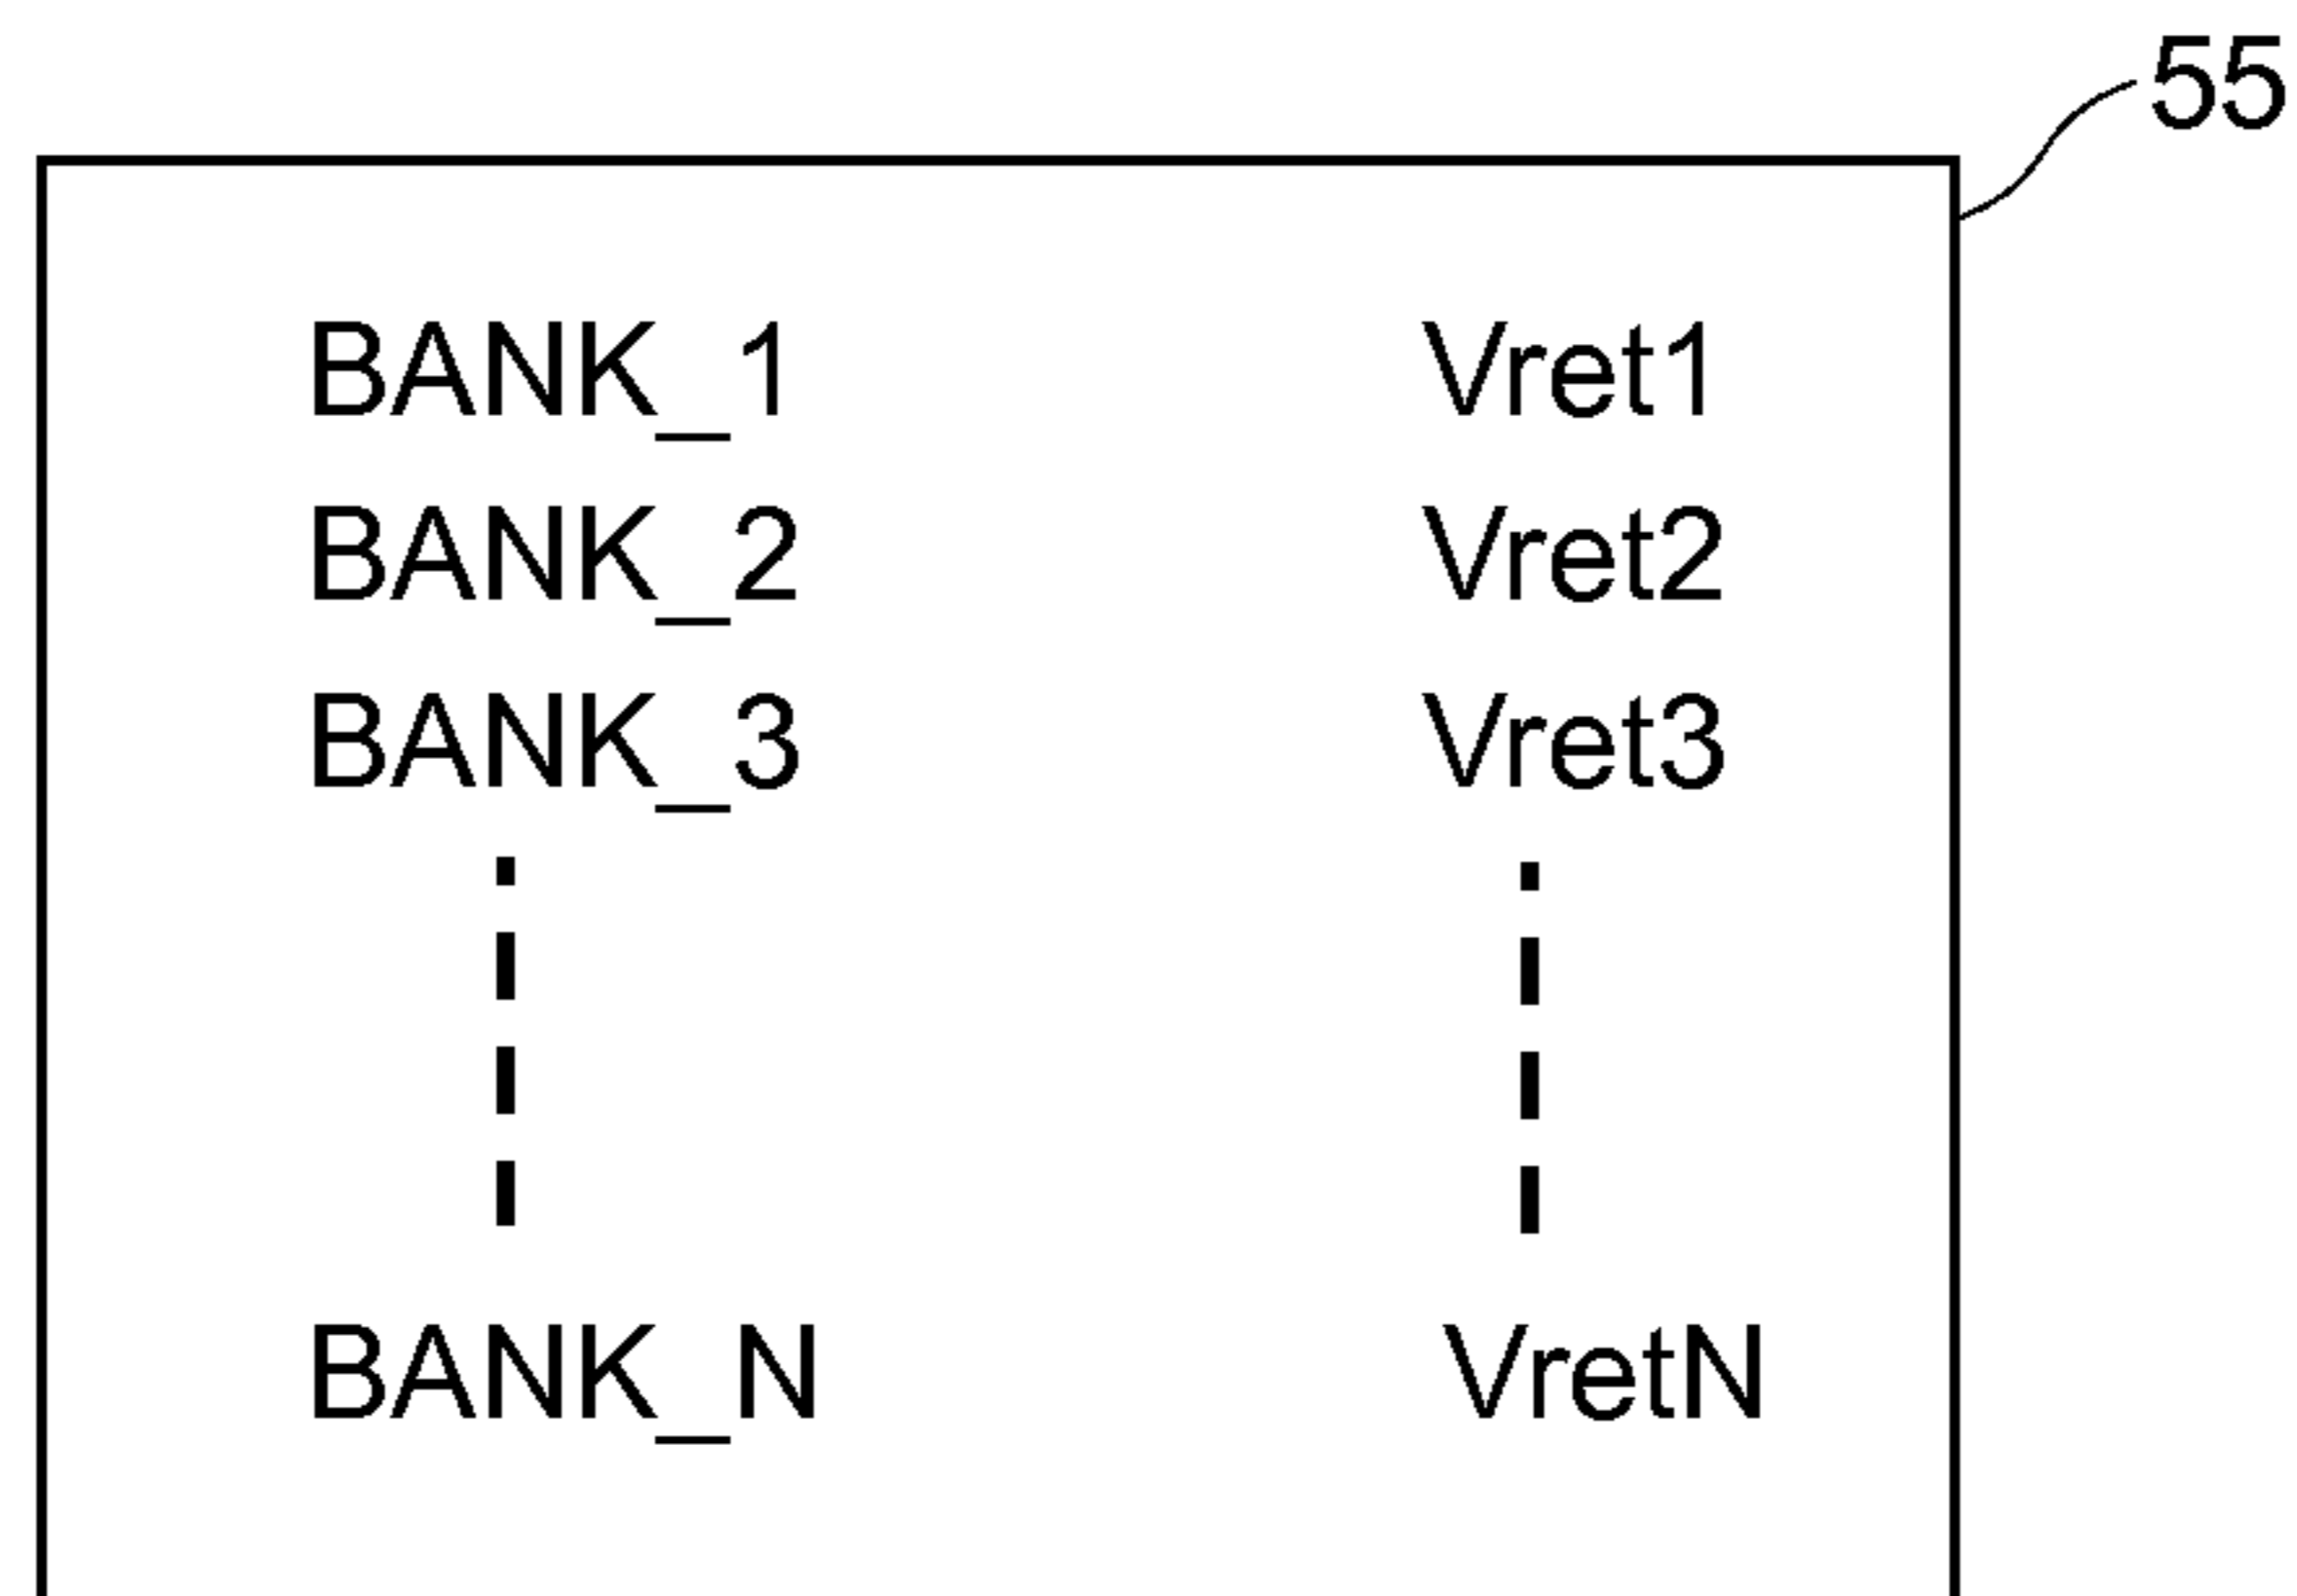 55
BANK_1 Vret1
BANK_2 Vret2
BANK_3 Vret3
BANK_N VretN